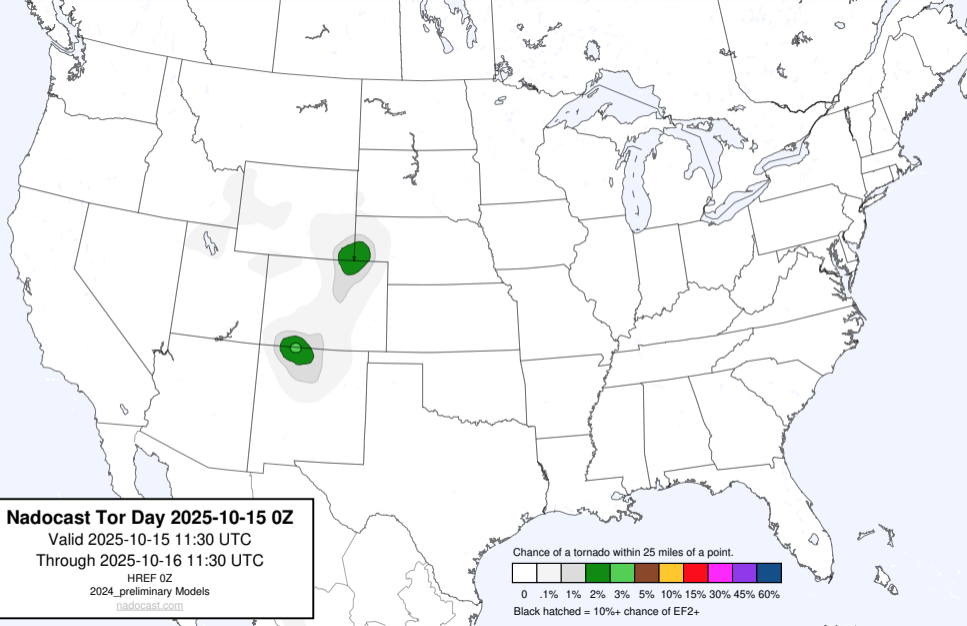 Nadocast Tor Day 2025-10-15 0Z
Valid 2025-10-15 11:30 UTC
Through 2025-10-16 11:30 UTC
HREF 0Z
2024_preliminary Models
nadocast.com
Chance of a tornado within 25 miles of a point.
0 .1% 1% 2% 3% 5% 10% 15% 30% 45% 60%
Black hatched = 10%+ chance of EF2+